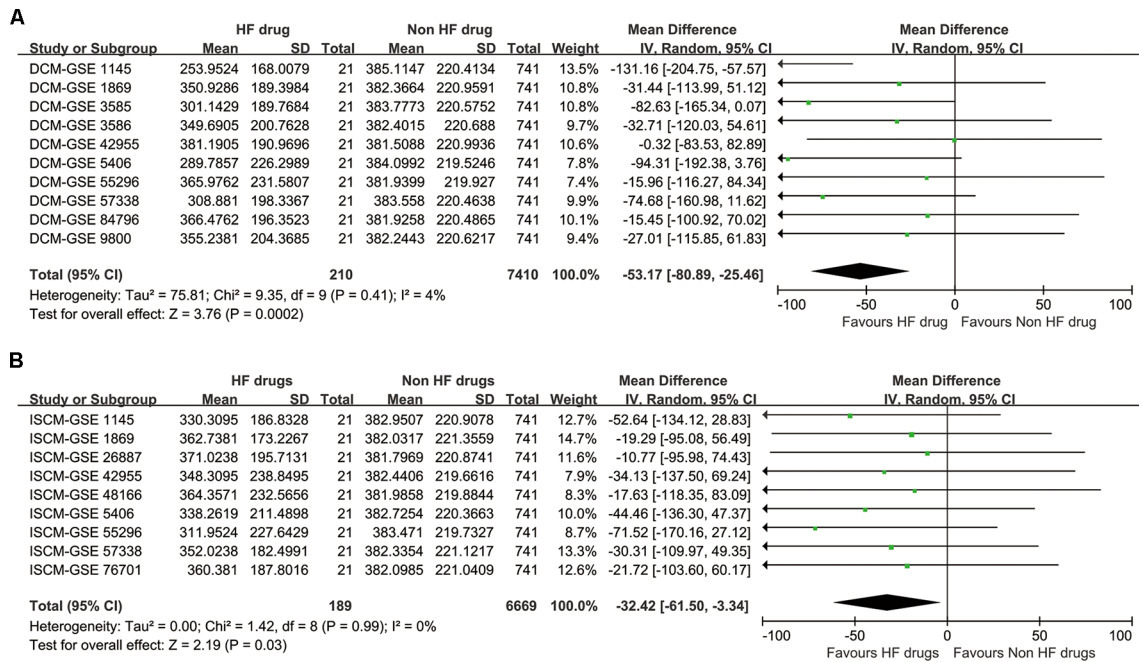 A
HF drug Non HF drug Mean Difference Mean Difference
Study or Subgroup Mean SD Total Mean SD Total Weight IV, Random, 95% CI IV, Random, 95% CI
DCM-GSE 1145 253.9524 168.0079 21 385.1147 220.4134 741 13.5% -131.16 [-204.75, -57.57]
DCM-GSE 1869 350.9286 189.3984 21 382.3664 220.9591 741 10.8% -31.44 [-113.99, 51.12]
DCM-GSE 3585 301.1429 189.7684 21 383.7773 220.5752 741 10.8% -82.63 [-165.34, 0.07]
DCM-GSE 3586 349.6905 200.7628 21 382.4015 220.688 741 9.7% -32.71 [-120.03, 54.61]
DCM-GSE 42955 381.1905 190.9696 21 381.5088 220.9936 741 10.6% -0.32 [-83.53, 82.89]
DCM-GSE 5406 289.7857 226.2989 21 384.0992 219.5246 741 7.8% -94.31 [-192.38, 3.76]
DCM-GSE 55296 365.9762 231.5807 21 381.9399 219.927 741 7.4% -15.96 [-116.27, 84.34]
DCM-GSE 57338 308.881 198.3367 21 383.558 220.4638 741 9.9% -74.68 [-160.98, 11.62]
DCM-GSE 84796 366.4762 196.3523 21 381.9258 220.4865 741 10.1% -15.45 [-100.92, 70.02]
DCM-GSE 9800 355.2381 204.3685 21 382.2443 220.6217 741 9.4% -27.01 [-115.85, 61.83]
Total (95% CI) 210 7410 100.0% -53.17 [-80.89, -25.46]
Heterogeneity: Tau² = 75.81; Chi² = 9.35, df = 9 (P = 0.41); I² = 4%
Test for overall effect: Z = 3.76 (P = 0.0002)
-100 -50 0 50 100
Favours HF drug Favours Non HF drug
B
HF drugs Non HF drugs Mean Difference Mean Difference
Study or Subgroup Mean SD Total Mean SD Total Weight IV, Random, 95% CI IV, Random, 95% CI
ISCM-GSE 1145 330.3095 186.8328 21 382.9507 220.9078 741 12.7% -52.64 [-134.12, 28.83]
ISCM-GSE 1869 362.7381 173.2267 21 382.0317 221.3559 741 14.7% -19.29 [-95.08, 56.49]
ISCM-GSE 26887 371.0238 195.7131 21 381.7969 220.8741 741 11.6% -10.77 [-95.98, 74.43]
ISCM-GSE 42955 348.3095 238.8495 21 382.4406 219.6616 741 7.9% -34.13 [-137.50, 69.24]
ISCM-GSE 48166 364.3571 232.5656 21 381.9858 219.8844 741 8.3% -17.63 [-118.35, 83.09]
ISCM-GSE 5406 338.2619 211.4898 21 382.7254 220.3663 741 10.0% -44.46 [-136.30, 47.37]
ISCM-GSE 55296 311.9524 227.6429 21 383.471 219.7327 741 8.7% -71.52 [-170.16, 27.12]
ISCM-GSE 57338 352.0238 182.4991 21 382.3354 221.1217 741 13.3% -30.31 [-109.97, 49.35]
ISCM-GSE 76701 360.381 187.8016 21 382.0985 221.0409 741 12.6% -21.72 [-103.60, 60.17]
Total (95% CI) 189 6669 100.0% -32.42 [-61.50, -3.34]
Heterogeneity: Tau² = 0.00; Chi² = 1.42, df = 8 (P = 0.99); I² = 0%
Test for overall effect: Z = 2.19 (P = 0.03)
-100 -50 0 50 100
Favours HF drugs Favours Non HF drugs